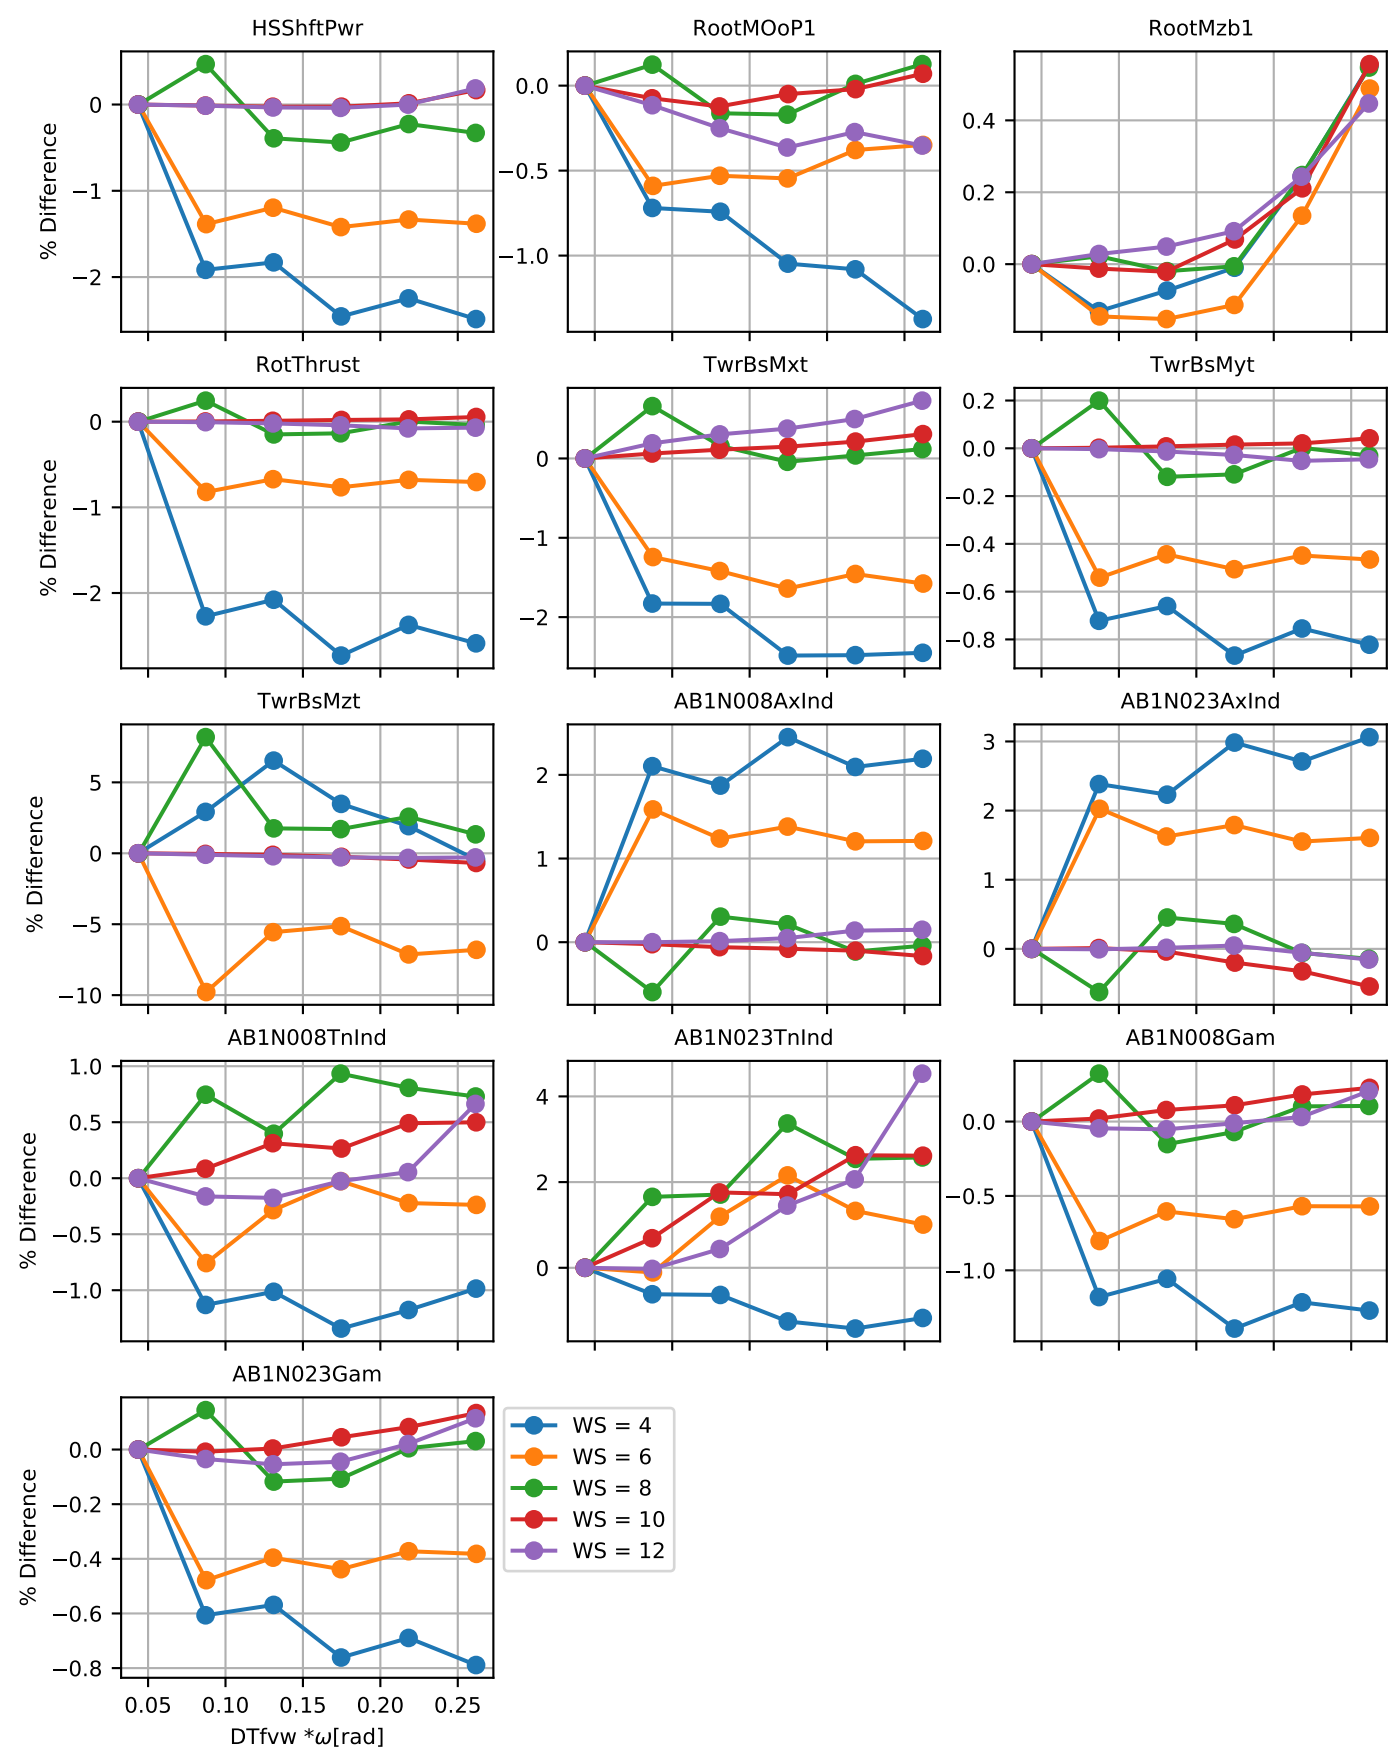 HSShftPwr
RootMOoP1
RootMzb1
% Difference
0
−1
−2
0.0
−0.5
−1.0
0.4
0.2
0.0
RotThrust
TwrBsMxt
TwrBsMyt
% Difference
0
−1
−2
0
−1
−2
0.2
0.0
−0.2
−0.4
−0.6
−0.8
TwrBsMzt
AB1N008AxInd
AB1N023AxInd
% Difference
5
0
−5
−10
2
1
0
3
2
1
0
AB1N008TnInd
AB1N023TnInd
AB1N008Gam
% Difference
1.0
0.5
0.0
−0.5
−1.0
4
2
0
0.0
−0.5
−1.0
AB1N023Gam
% Difference
0.0
−0.2
−0.4
−0.6
−0.8
0.05 0.10 0.15 0.20 0.25
DTfvw *ω[rad]
WS = 4
WS = 6
WS = 8
WS = 10
WS = 12